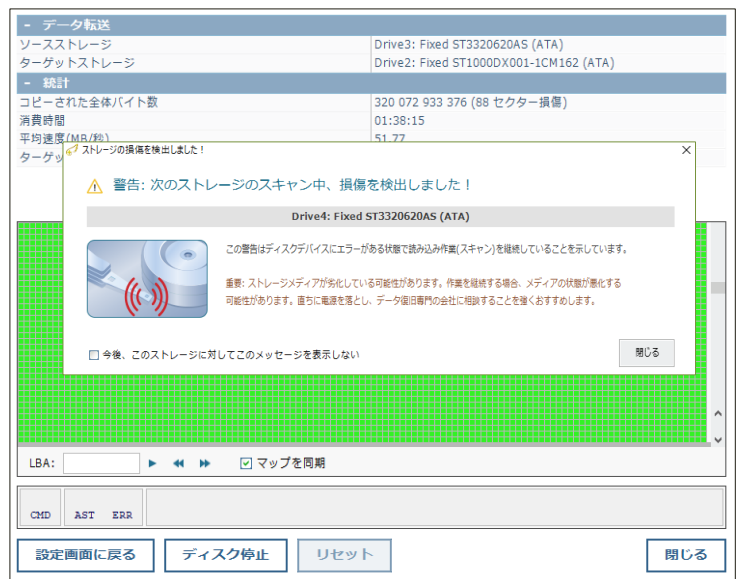 - データ転送
ソースストレージ Drive3: Fixed ST3320620AS (ATA)
ターゲットストレージ Drive2: Fixed ST1000DX001-1CM162 (ATA)
- 統計
コピーされた全体バイト数 320 072 933 376 (88 セクター損傷)
消費時間 01:38:15
平均速度(MB/秒) 51.77
ターゲッ
ストレージの損傷を検出しました！
警告: 次のストレージのスキャン中、損傷を検出しました！
Drive4: Fixed ST3320620AS (ATA)
この警告はディスクデバイスにエラーがある状態で読み込み作業(スキャン)を継続していることを示しています。
重要: ストレージメディアが劣化している可能性があります。作業を継続する場合、メディアの状態が悪化する
可能性があります。直ちに電源を落とし、データ復旧専門の会社に相談することを強くおすすめします。
今後、このストレージに対してこのメッセージを表示しない
閉じる
LBA: マップを同期
CMD AST ERR
設定画面に戻る ディスク停止 リセット 閉じる